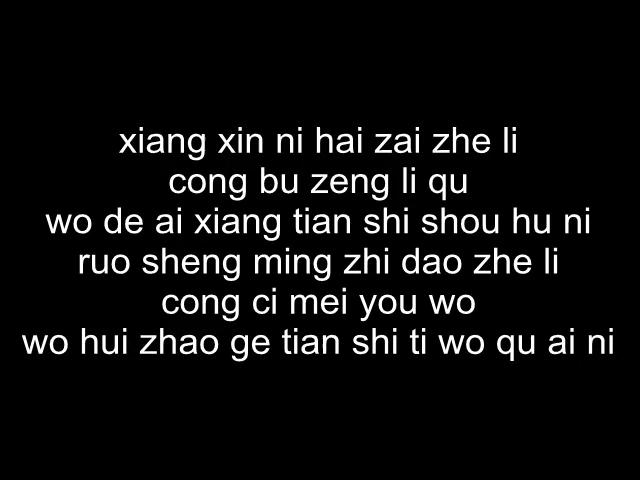 xiang xin ni hai zai zhe li
cong bu zeng li qu
wo de ai xiang tian shi shou hu ni
ruo sheng ming zhi dao zhe li
cong ci mei you wo
wo hui zhao ge tian shi ti wo qu ai ni